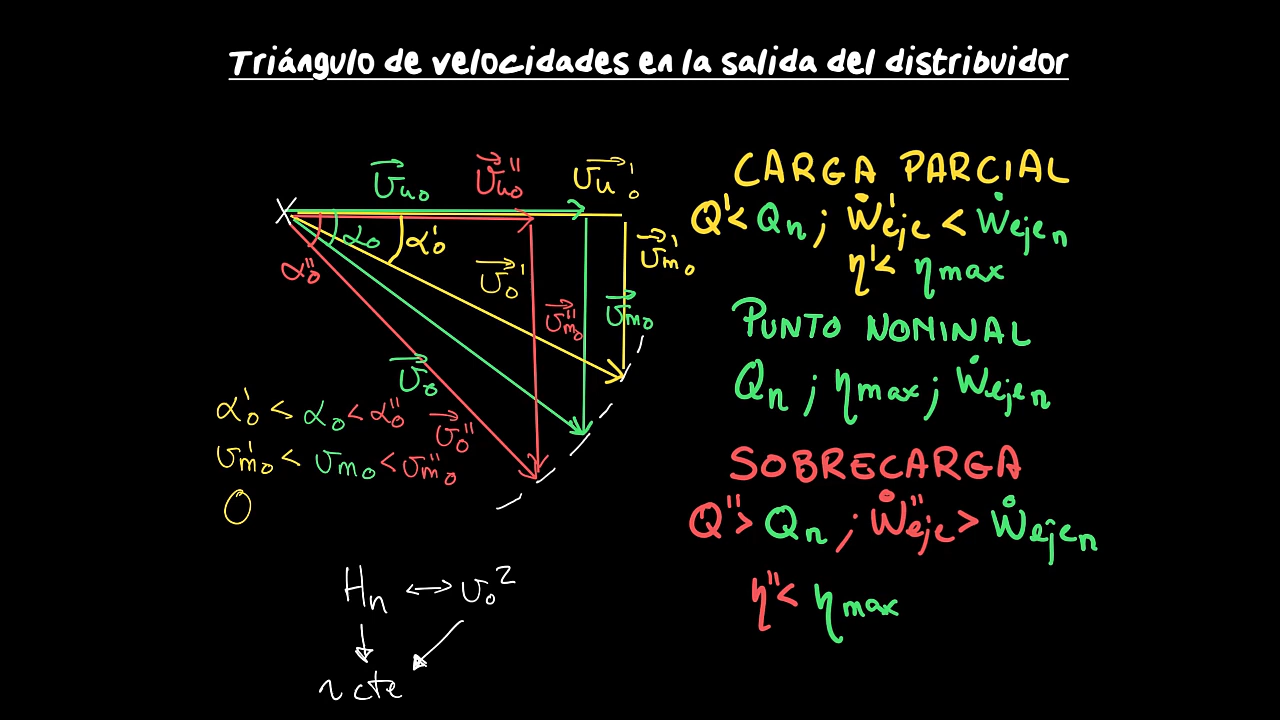 Triángulo de velocidades en la salida del distribuidor
v⃗u₀ v⃗u₀'' v⃗u₀'
α₀'' α₀ α₀' v⃗₀' v⃗m₀'' v⃗m₀ v⃗m₀'
v⃗₀
v⃗₀''
α₀' < α₀ < α₀''
vm₀' < vm₀ < vm₀''
Q
Hn ↔ v₀²
~ cte
CARGA PARCIAL
Q' < Qn ; Ẇ'eje < Ẇejen
η' < ηmax
PUNTO NOMINAL
Qn ; ηmax ; Ẇejen
SOBRECARGA
Q'' > Qn ; Ẇ''eje > Ẇejen
η'' < ηmax